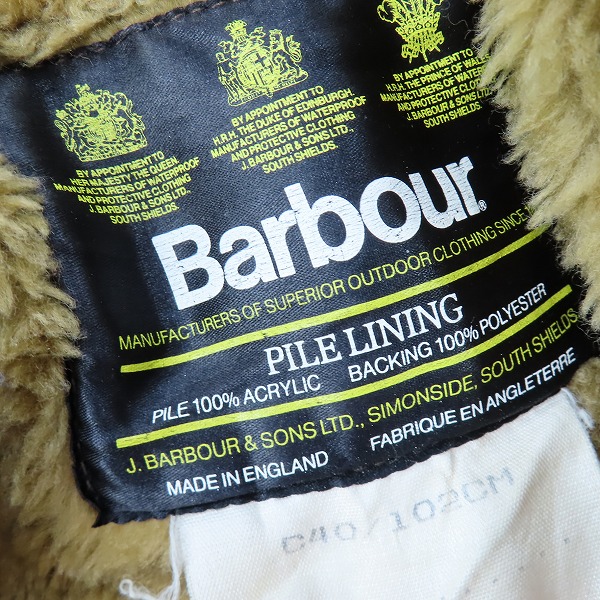 BY APPOINTMENT TO
HER MAJESTY THE QUEEN,
MANUFACTURERS OF WATERPROOF
AND PROTECTIVE CLOTHING
J. BARBOUR & SONS LTD.
SOUTH SHIELDS.
BY APPOINTMENT TO
H.R.H. THE DUKE OF EDINBURGH.
MANUFACTURERS OF WATERPROOF
AND PROTECTIVE CLOTHING
J. BARBOUR & SONS LTD.,
SOUTH SHIELDS.
BY APPOINTMENT TO
H.R.H. THE PRINCE OF WALES
MANUFACTURERS OF WATERPROOF
AND PROTECTIVE CLOTHING
J. BARBOUR & SONS LTD.
SOUTH SHIELDS.
Barbour®
MANUFACTURERS OF SUPERIOR OUTDOOR CLOTHING SINCE
PILE LINING
PILE 100% ACRYLIC BACKING 100% POLYESTER
J. BARBOUR & SONS LTD., SIMONSIDE, SOUTH SHIELDS
MADE IN ENGLAND FABRIQUE EN ANGLETERRE
C40/102CM